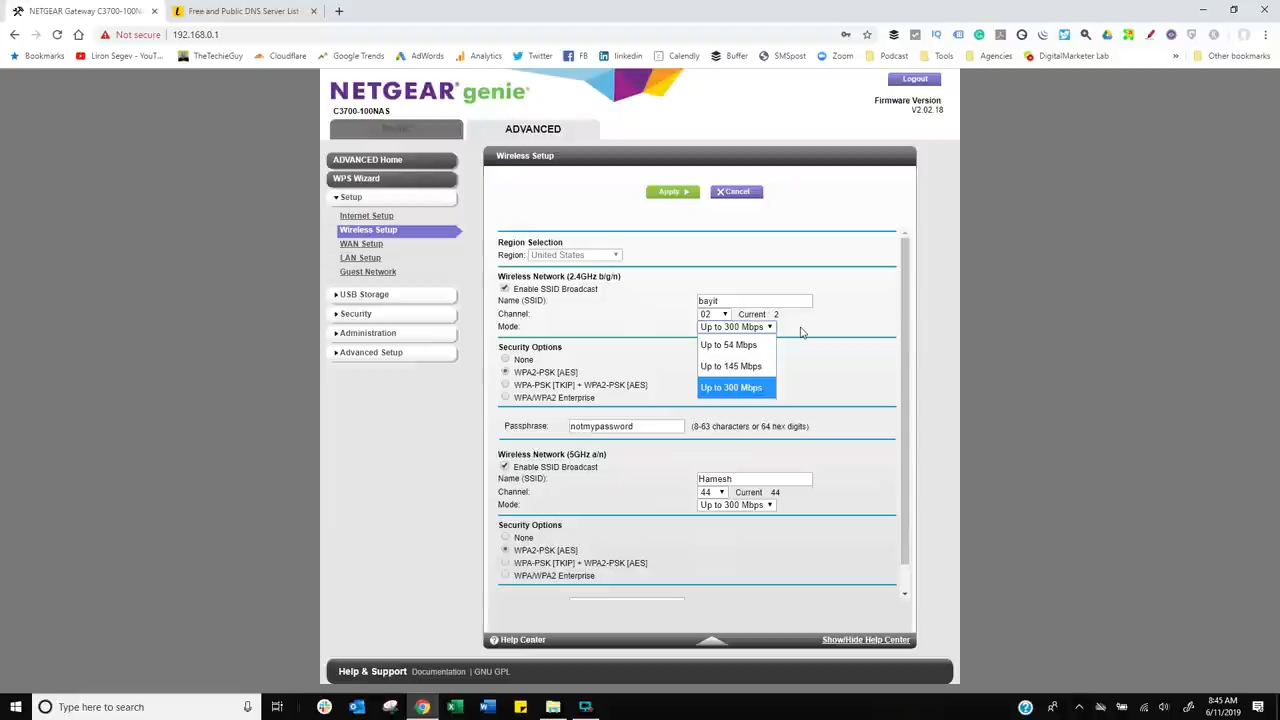 NETGEAR Gateway C3700-100N
Free and Public DNS Server List
Not secure
192.168.0.1
Bookmarks
Liron Segev - YouT...
TheTechieGuy
Cloudflare
Google Trends
AdWords
Analytics
Twitter
FB
linkedin
Calendly
Buffer
SMSpost
Zoom
Podcast
Tools
Agencies
DigitalMarketer Lab
Other bookmarks
NETGEAR® genie®
C3700-100NAS
Logout
Firmware Version
V2.02.18
ADVANCED
ADVANCED Home
WPS Wizard
Setup
Internet Setup
Wireless Setup
WAN Setup
LAN Setup
Guest Network
USB Storage
Security
Administration
Advanced Setup
Wireless Setup
Apply
Cancel
Region Selection
Region: United States
Wireless Network (2.4GHz b/g/n)
Enable SSID Broadcast
Name (SSID): bayit
Channel: 02 Current 2
Mode: Up to 300 Mbps
Up to 54 Mbps
Up to 145 Mbps
Up to 300 Mbps
Security Options
None
WPA2-PSK [AES]
WPA-PSK [TKIP] + WPA2-PSK [AES]
WPA/WPA2 Enterprise
Passphrase: notmypassword (8-63 characters or 64 hex digits)
Wireless Network (5GHz a/n)
Enable SSID Broadcast
Name (SSID): Hamesh
Channel: 44 Current 44
Mode: Up to 300 Mbps
Security Options
None
WPA2-PSK [AES]
WPA-PSK [TKIP] + WPA2-PSK [AES]
WPA/WPA2 Enterprise
Help Center
Show/Hide Help Center
Help & Support Documentation | GNU GPL
Type here to search
8:45 AM
6/11/2019